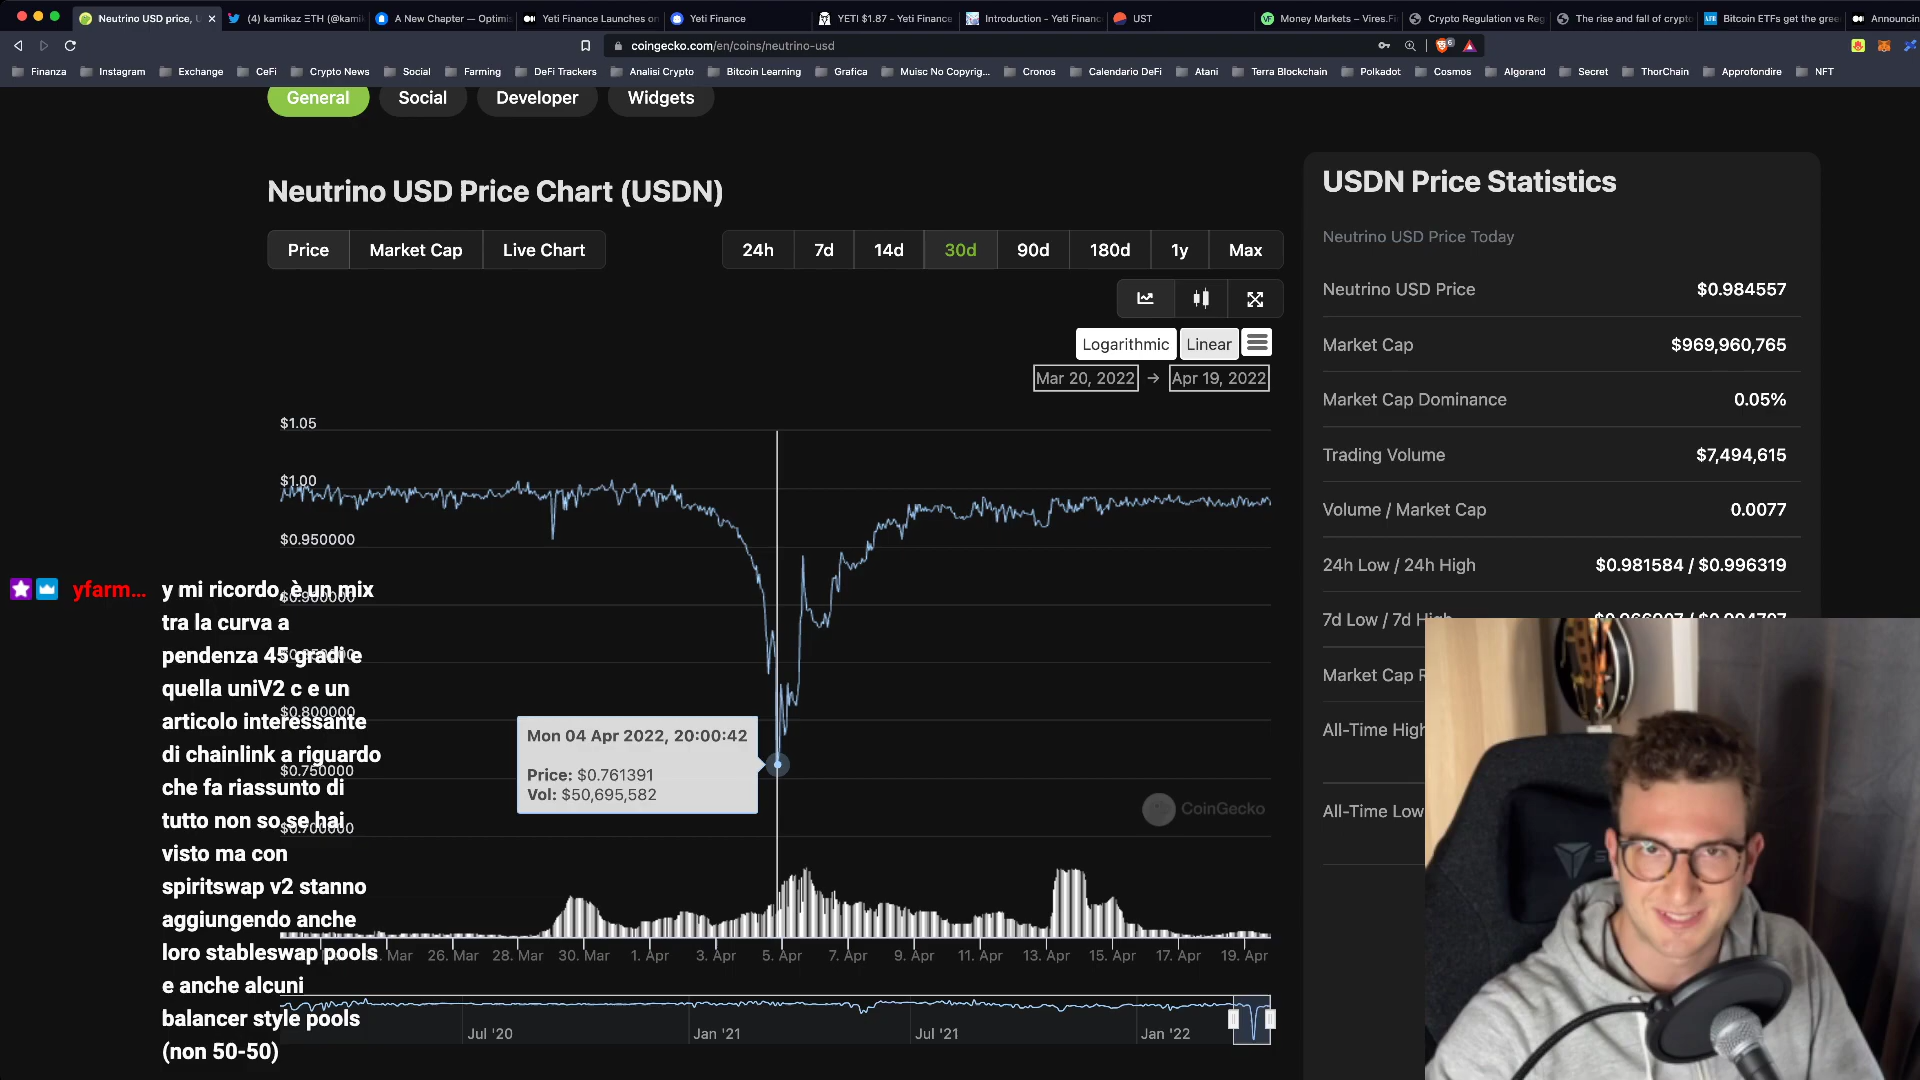 Neutrino USD price, U
(4) kamikaz ΞTH (@kami
A New Chapter — Optimis
Yeti Finance Launches on
Yeti Finance
YETI $1.87 - Yeti Finance
Introduction - Yeti Financ
UST
Money Markets – Vires.Fi
Crypto Regulation vs Reg
The rise and fall of crypto
Bitcoin ETFs get the gree
Announcin
coingecko.com/en/coins/neutrino-usd
Finanza
Instagram
Exchange
CeFi
Crypto News
Social
Farming
DeFi Trackers
Analisi Crypto
Bitcoin Learning
Grafica
Muisc No Copyrig...
Cronos
Calendario DeFi
Atani
Terra Blockchain
Polkadot
Cosmos
Algorand
Secret
ThorChain
Approfondire
NFT
General
Social
Developer
Widgets
Neutrino USD Price Chart (USDN)
Price
Market Cap
Live Chart
24h
7d
14d
30d
90d
180d
1y
Max
Logarithmic
Linear
Mar 20, 2022 → Apr 19, 2022
$1.05
$1.00
$0.950000
$0.900000
$0.850000
$0.800000
$0.750000
$0.700000
Mon 04 Apr 2022, 20:00:42
Price: $0.761391
Vol: $50,695,582
CoinGecko
Mar
26. Mar
28. Mar
30. Mar
1. Apr
3. Apr
5. Apr
7. Apr
9. Apr
11. Apr
13. Apr
15. Apr
17. Apr
19. Apr
Jul '20
Jan '21
Jul '21
Jan '22
yfarm...
y mi ricordo, è un mix
tra la curva a
pendenza 45 gradi e
quella uniV2 c e un
articolo interessante
di chainlink a riguardo
che fa riassunto di
tutto non so se hai
visto ma con
spiritswap v2 stanno
aggiungendo anche
loro stableswap pools
e anche alcuni
balancer style pools
(non 50-50)
USDN Price Statistics
Neutrino USD Price Today
Neutrino USD Price $0.984557
Market Cap $969,960,765
Market Cap Dominance 0.05%
Trading Volume $7,494,615
Volume / Market Cap 0.0077
24h Low / 24h High $0.981584 / $0.996319
7d Low / 7d High
Market Cap R
All-Time High
All-Time Low